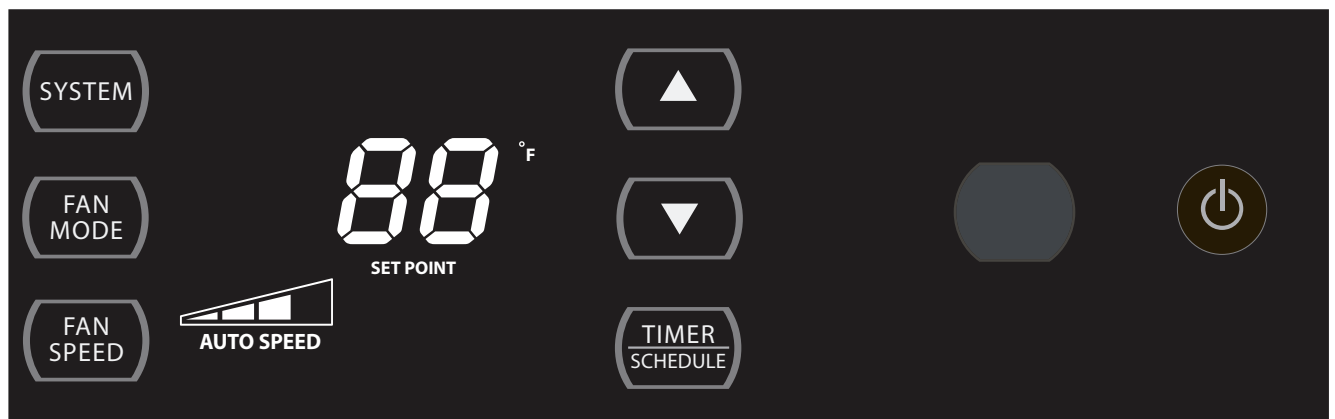 SYSTEM
FAN
MODE
FAN
SPEED
88 °F
SET POINT
AUTO SPEED
TIMER
SCHEDULE